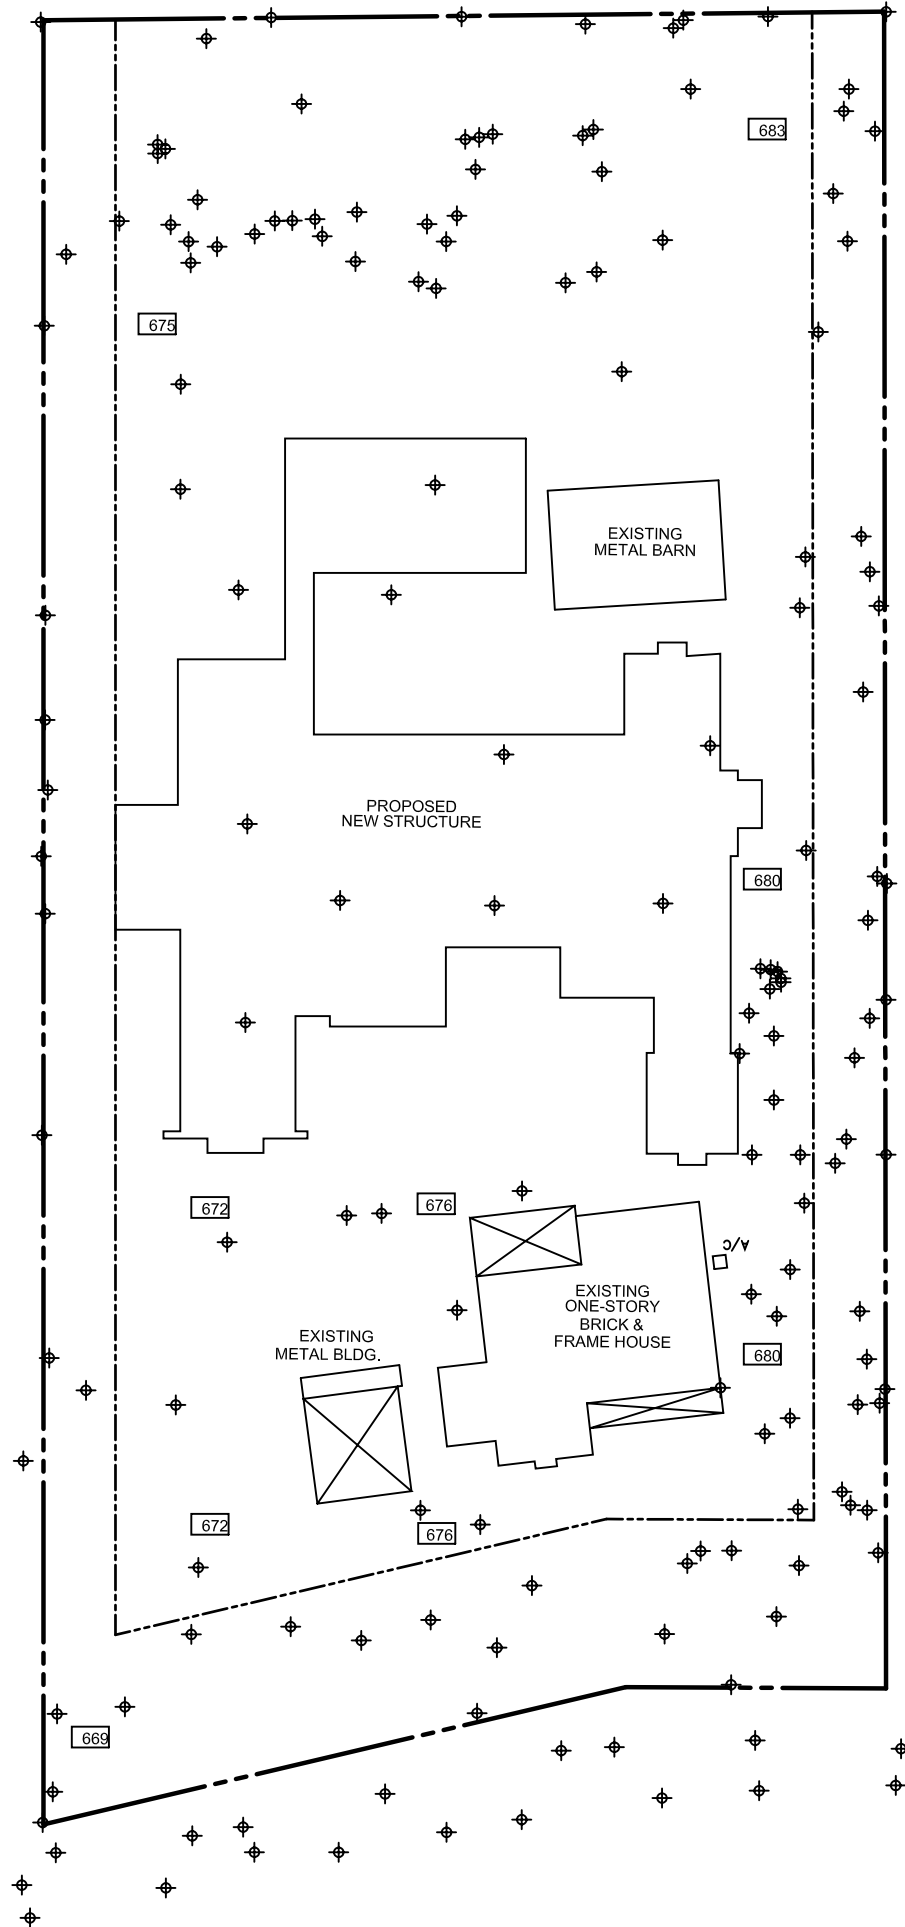 683
675
EXISTING
METAL BARN
PROPOSED
NEW STRUCTURE
680
672
676
A/C
EXISTING
ONE-STORY
BRICK &
FRAME HOUSE
EXISTING
METAL BLDG.
680
672
676
669